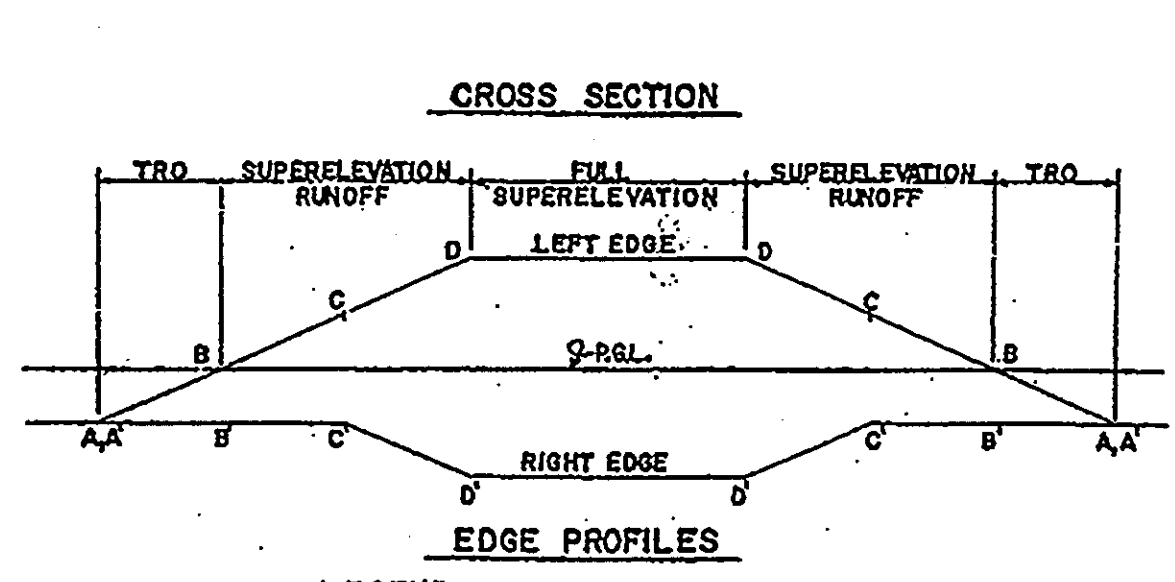 CROSS SECTION
TRO SUPERELEVATION FULL SUPERELEVATION TRO
RUNOFF SUPERELEVATION RUNOFF
D LEFT EDGE D
C C
B P.G.L. B
A,A' B' C' C' B' A,A'
RIGHT EDGE
D' D'
EDGE PROFILES